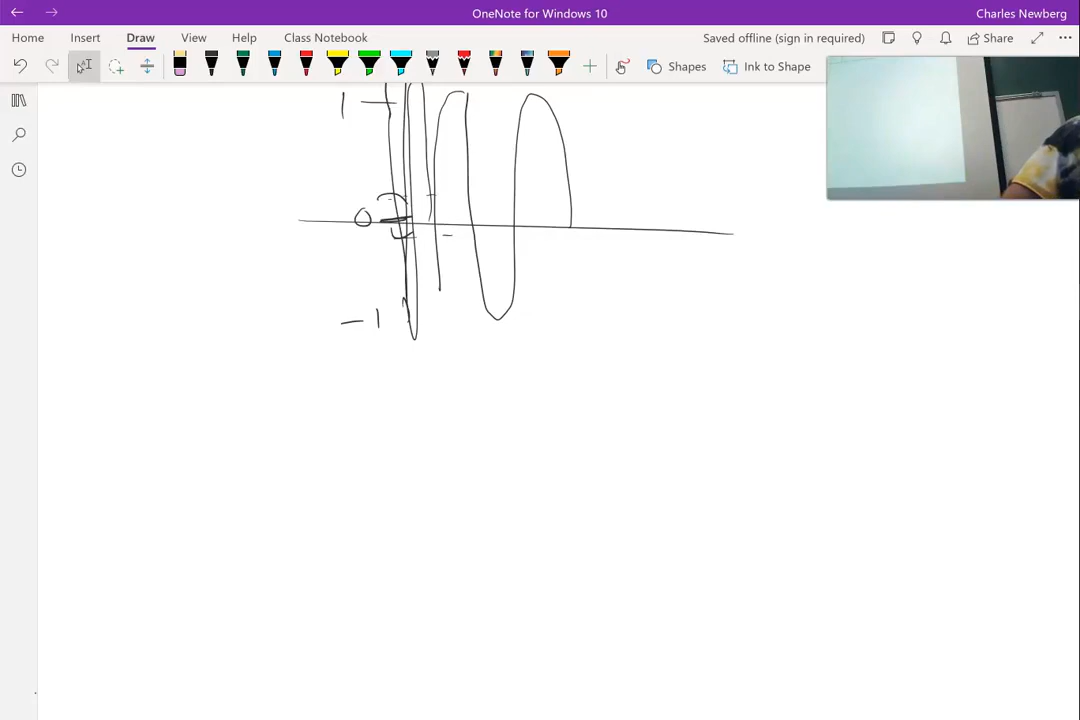 OneNote for Windows 10
Charles Newberg
Home Insert Draw View Help Class Notebook
Saved offline (sign in required)
Share
Shapes
Ink to Shape
1
0
-1